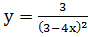 y = 3/(3−4x)²